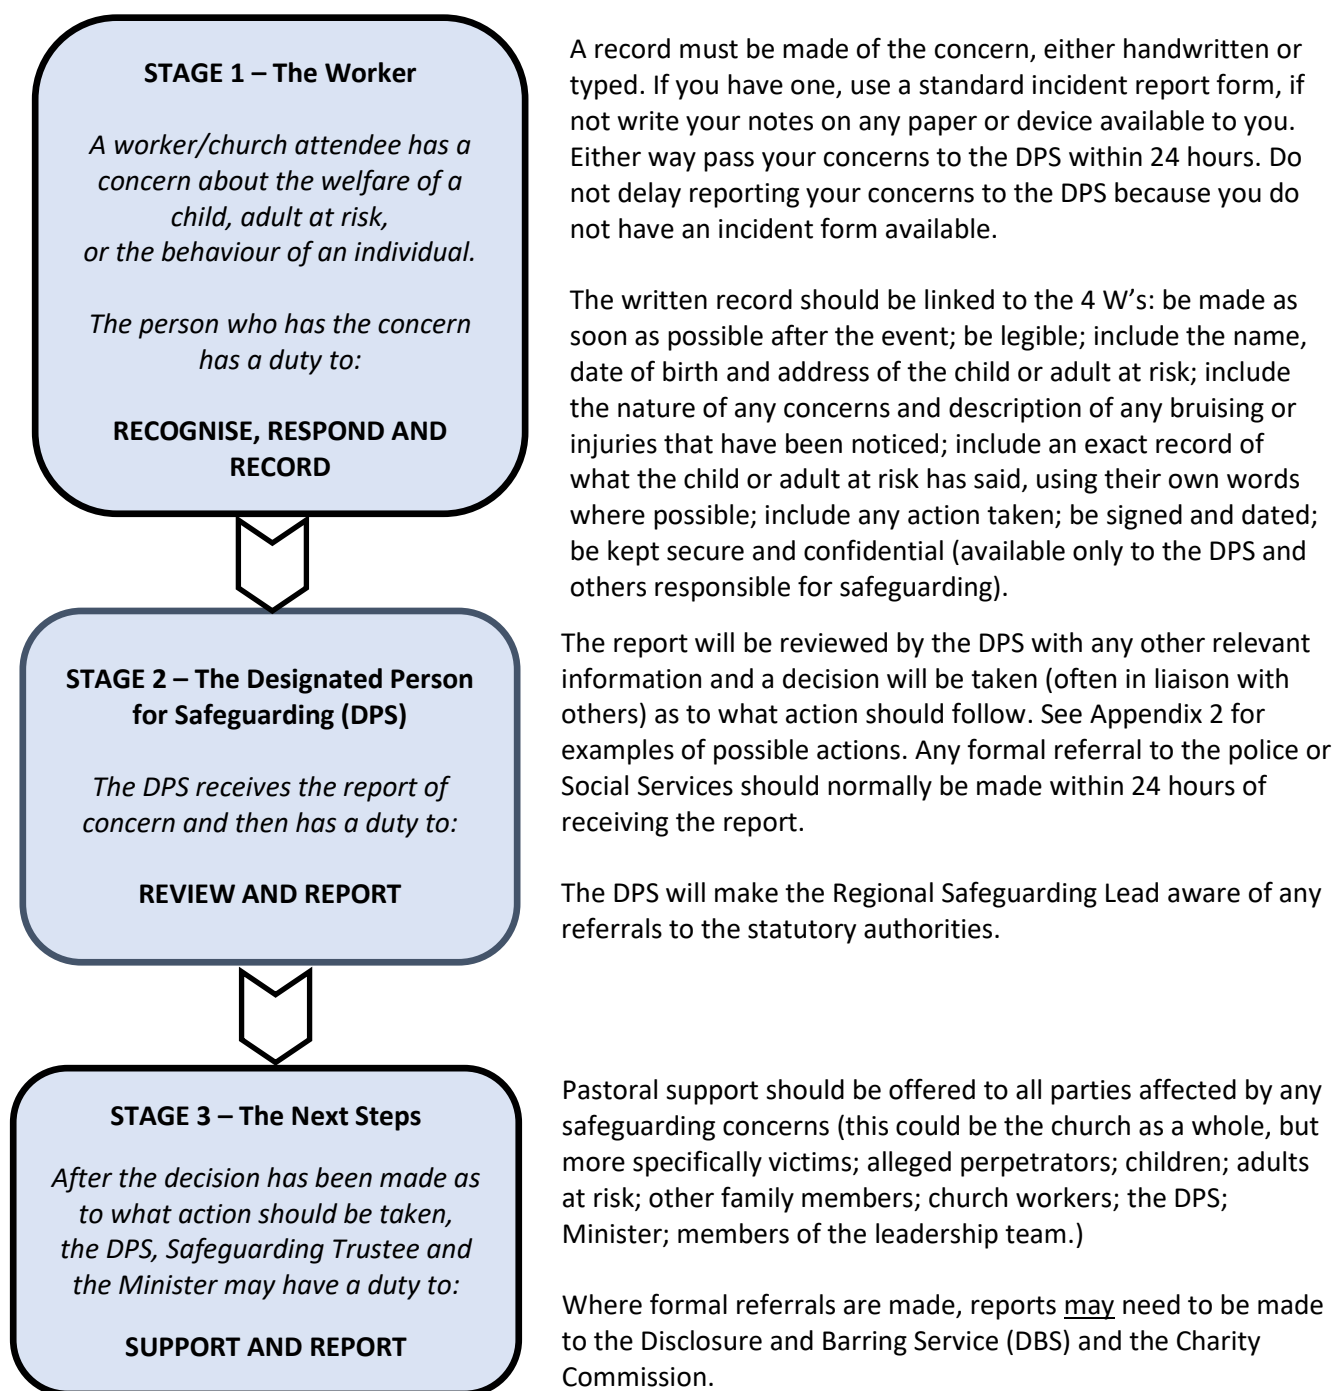 STAGE 1 – The Worker
A worker/church attendee has a
concern about the welfare of a
child, adult at risk,
or the behaviour of an individual.
The person who has the concern
has a duty to:
RECOGNISE, RESPOND AND
RECORD
A record must be made of the concern, either handwritten or
typed. If you have one, use a standard incident report form, if
not write your notes on any paper or device available to you.
Either way pass your concerns to the DPS within 24 hours. Do
not delay reporting your concerns to the DPS because you do
not have an incident form available.
The written record should be linked to the 4 W’s: be made as
soon as possible after the event; be legible; include the name,
date of birth and address of the child or adult at risk; include
the nature of any concerns and description of any bruising or
injuries that have been noticed; include an exact record of
what the child or adult at risk has said, using their own words
where possible; include any action taken; be signed and dated;
be kept secure and confidential (available only to the DPS and
others responsible for safeguarding).
STAGE 2 – The Designated Person
for Safeguarding (DPS)
The DPS receives the report of
concern and then has a duty to:
REVIEW AND REPORT
The report will be reviewed by the DPS with any other relevant
information and a decision will be taken (often in liaison with
others) as to what action should follow. See Appendix 2 for
examples of possible actions. Any formal referral to the police or
Social Services should normally be made within 24 hours of
receiving the report.
The DPS will make the Regional Safeguarding Lead aware of any
referrals to the statutory authorities.
STAGE 3 – The Next Steps
After the decision has been made as
to what action should be taken,
the DPS, Safeguarding Trustee and
the Minister may have a duty to:
SUPPORT AND REPORT
Pastoral support should be offered to all parties affected by any
safeguarding concerns (this could be the church as a whole, but
more specifically victims; alleged perpetrators; children; adults
at risk; other family members; church workers; the DPS;
Minister; members of the leadership team.)
Where formal referrals are made, reports may need to be made
to the Disclosure and Barring Service (DBS) and the Charity
Commission.